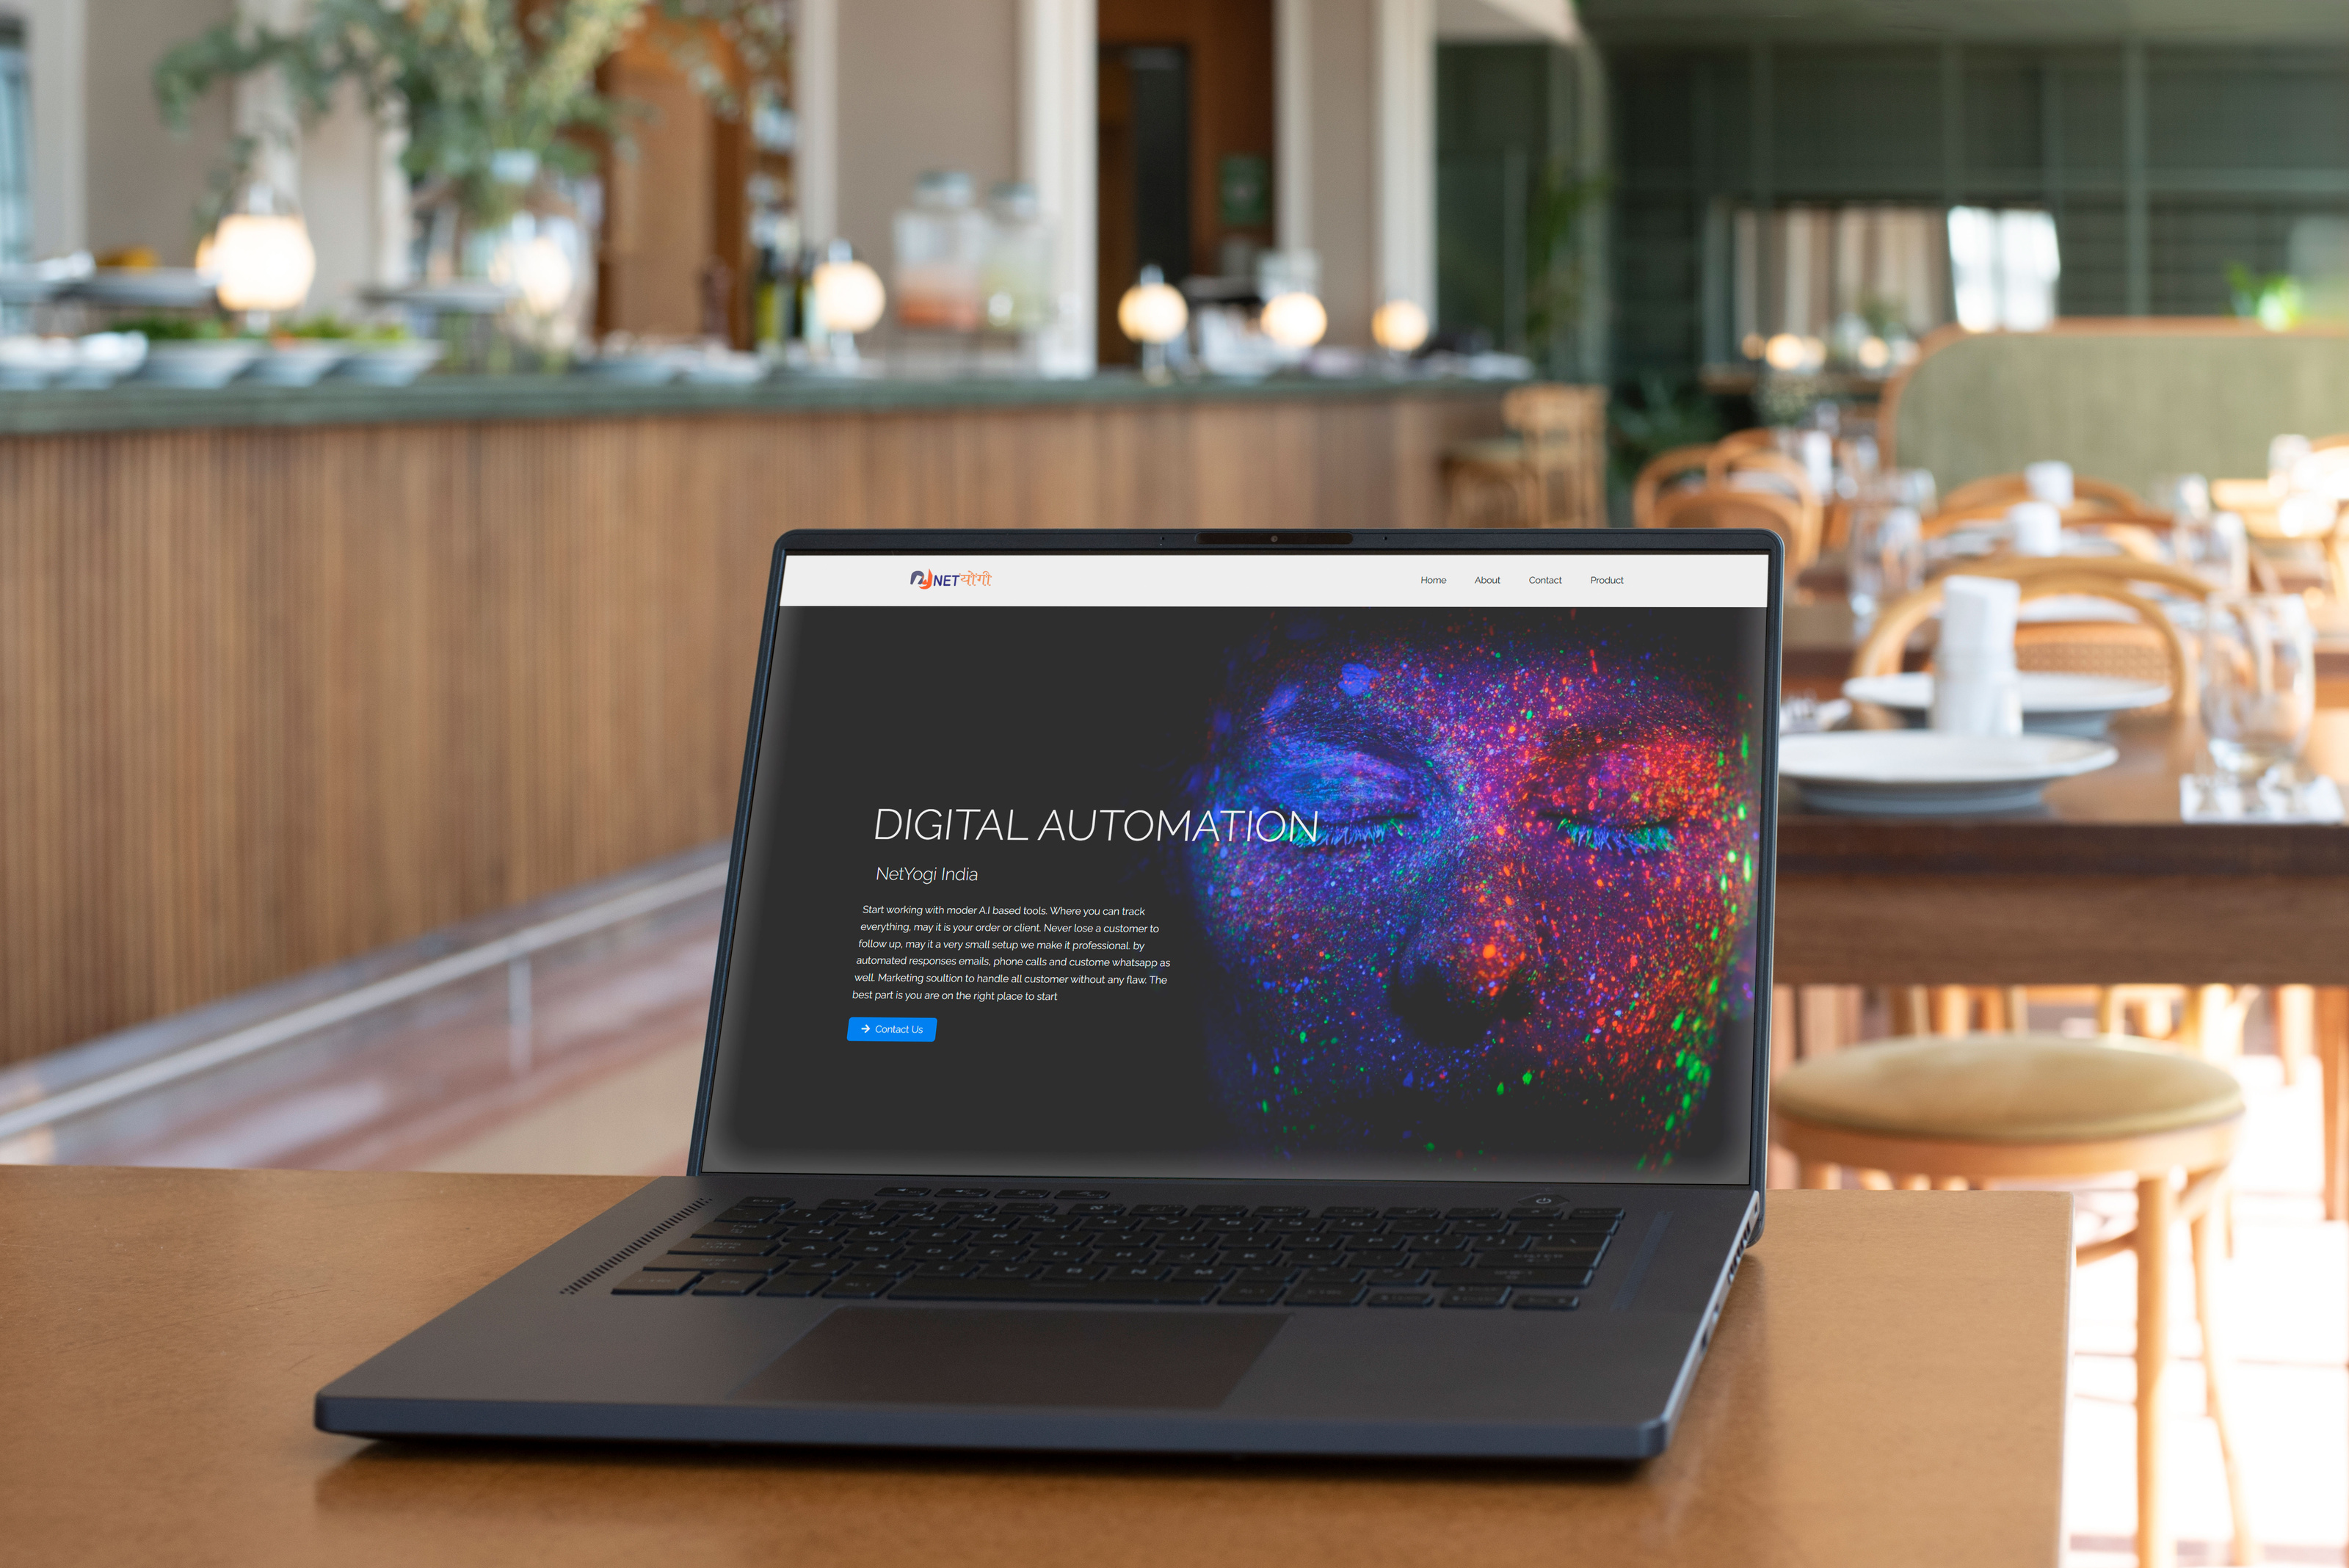 NETयोगी
Home About Contact Product
DIGITAL AUTOMATION
NetYogi India
Start working with moder A.I based tools. Where you can track
everything, may it is your order or client. Never lose a customer to
follow up, may it a very small setup we make it professional. by
automated responses emails, phone calls and custome whatsapp as
well. Marketing soultion to handle all customer without any flaw. The
best part is you are on the right place to start
Contact Us